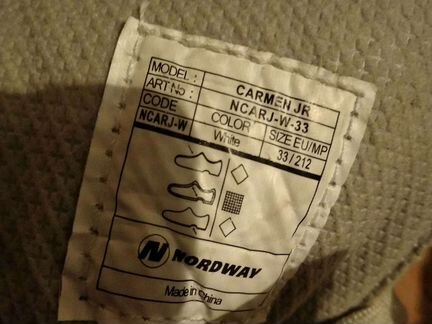 MODEL: CARMEN JR
ART No: NCARJ-W-33
CODE COLOR SIZE EU/MP
NCARJ-W White 33/212
N NORDWAY
Made in China